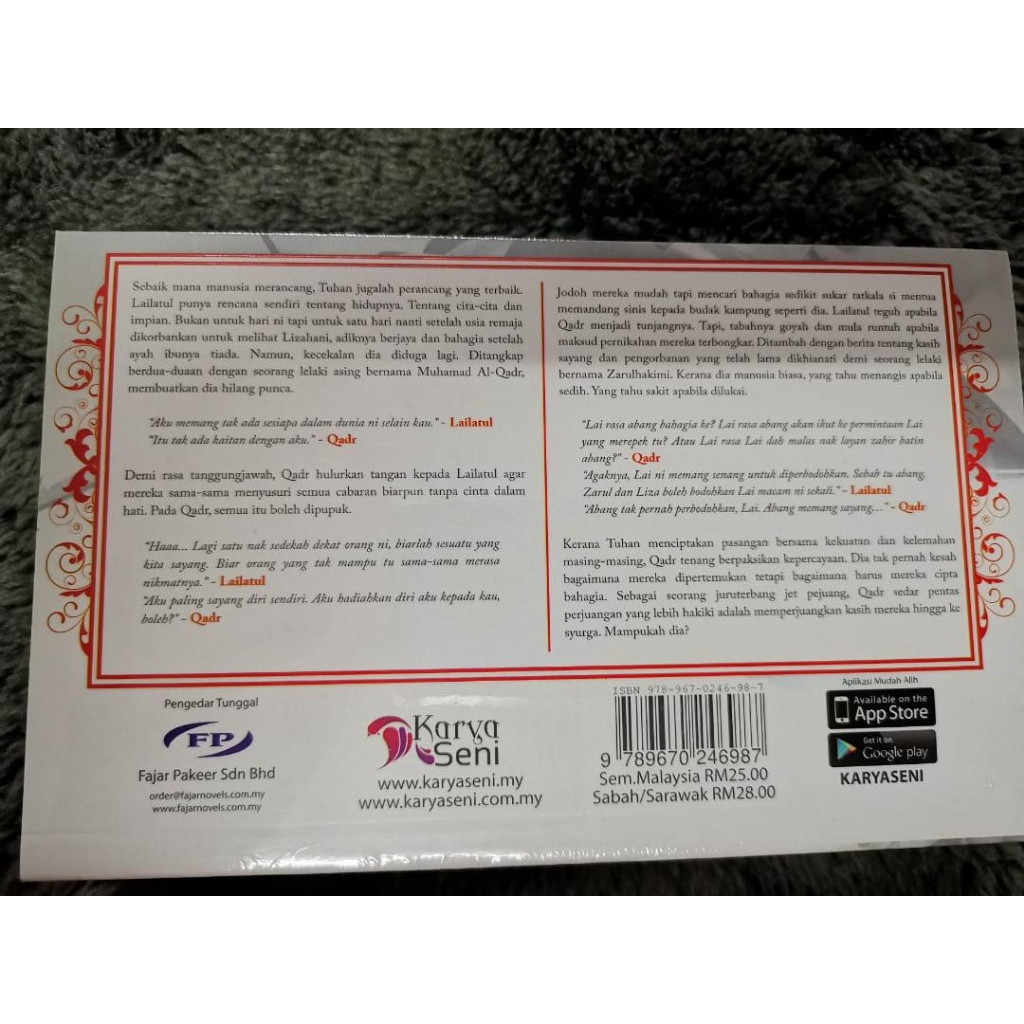 Sebaik mana manusia merancang, Tuhan jugalah perancang yang terbaik.
Lailatul punya rencana sendiri tentang hidupnya. Tentang cita-cita dan
impian. Bukan untuk hari ni tapi untuk satu hari nanti setelah usia remaja
dikorbankan untuk melihat Lizahani, adiknya berjaya dan bahagia setelah
ayah ibunya tiada. Namun, kecekalan dia diduga lagi. Ditangkap
berdua-duaan dengan seorang lelaki asing bernama Muhamad Al-Qadr,
membuatkan dia hilang punca.
"Aku memang tak ada sesiapa dalam dunia ni selain kau." - Lailatul
"Itu tak ada kaitan dengan aku." - Qadr
Demi rasa tanggungjawab, Qadr hulurkan tangan kepada Lailatul agar
mereka sama-sama menyusuri semua cabaran biarpun tanpa cinta dalam
hati. Pada Qadr, semua itu boleh dipupuk.
"Haaa... Lagi satu nak sedekah dekat orang ni, biarlah sesuatu yang
kita sayang. Biar orang yang tak mampu tu sama-sama merasa
nikmatnya." - Lailatul
"Aku paling sayang diri sendiri. Aku hadiahkan diri aku kepada kau,
boleh?" - Qadr
Jodoh mereka mudah tapi mencari bahagia sedikit sukar tatkala si mentua
memandang sinis kepada budak kampung seperti dia. Lailatul teguh apabila
Qadr menjadi tunjangnya. Tapi, tabahnya goyah dan mula runtuh apabila
maksud pernikahan mereka terbongkar. Ditambah dengan berita tentang kasih
sayang dan pengorbanan yang telah lama dikhianati demi seorang lelaki
bernama Zarulhakimi. Kerana dia manusia biasa, yang tahu menangis apabila
sedih. Yang tahu sakit apabila dilukai.
"Lai rasa abang bahagia ke? Lai rasa abang akan ikut ke permintaan Lai
yang merepek tu? Atau Lai rasa Lai dah malas nak layan zahir batin
abang?" - Qadr
"Agaknya, Lai ni memang senang untuk diperbodohkan. Sebab tu abang,
Zarul dan Liza boleh bodohkan Lai macam ni sekali." - Lailatul
"Abang tak pernah perbodohkan, Lai. Abang memang sayang..." - Qadr
Kerana Tuhan menciptakan pasangan bersama kekuatan dan kelemahan
masing-masing, Qadr tenang berpaksikan kepercayaan. Dia tak pernah kesah
bagaimana mereka dipertemukan tetapi bagaimana harus mereka cipta
bahagia. Sebagai seorang juruterbang jet pejuang, Qadr sedar pentas
perjuangan yang lebih hakiki adalah memperjuangkan kasih mereka hingga ke
syurga. Mampukah dia?
Pengedar Tunggal
FP
Fajar Pakeer Sdn Bhd
order@fajarnovels.com.my
www.fajarnovels.com.my
Karya
Seni
www.karyaseni.my
www.karyaseni.com.my
ISBN 978-967-0246-98-7
9 789670 246987
Sem.Malaysia RM25.00
Sabah/Sarawak RM28.00
Aplikasi Mudah Alih
Available on the
App Store
Get it on
Google play
KARYASENI